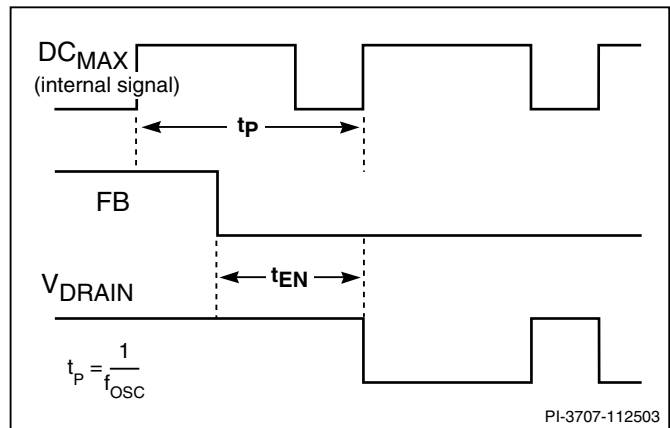 DCMAX
(internal signal)
tP
FB
tEN
VDRAIN
tP = 1/fOSC
PI-3707-112503